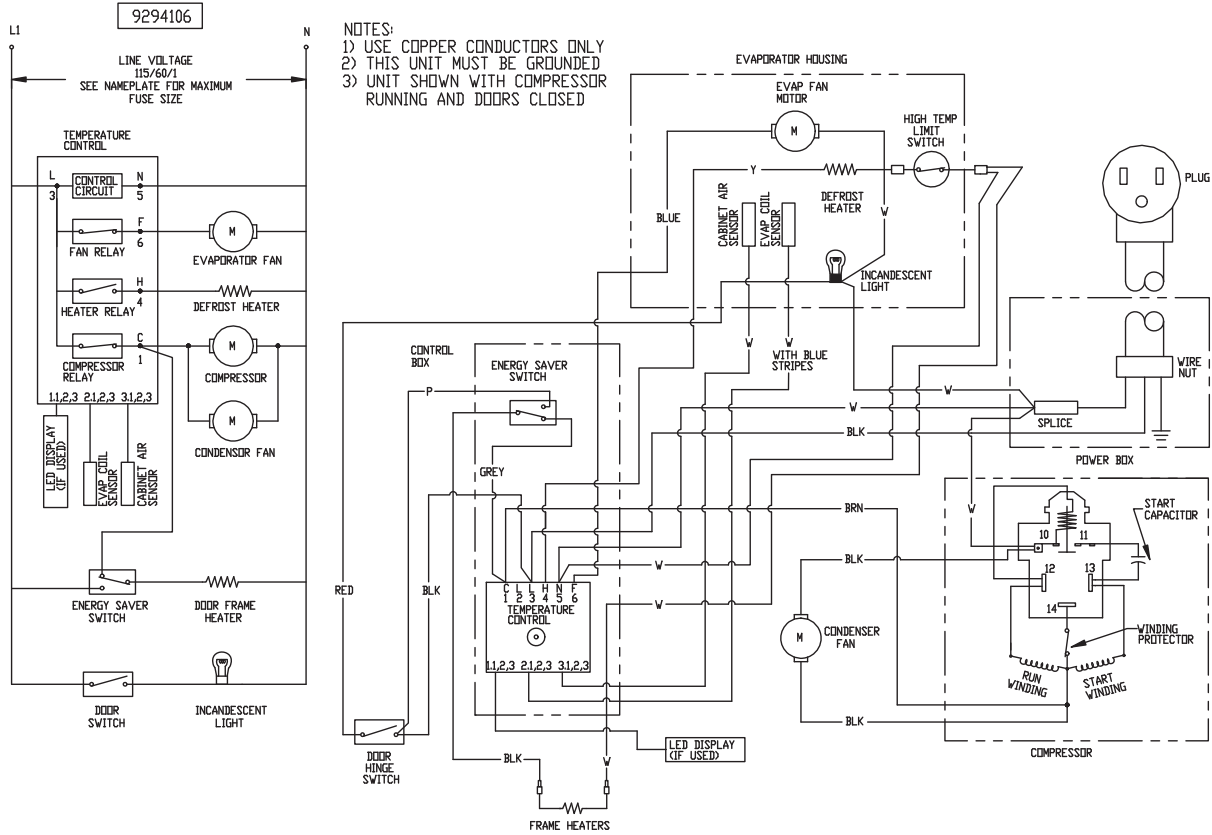 9294106
L1
N
NOTES:
1) USE COPPER CONDUCTORS ONLY
2) THIS UNIT MUST BE GROUNDED
3) UNIT SHOWN WITH COMPRESSOR
RUNNING AND DOORS CLOSED
LINE VOLTAGE
115/60/1
SEE NAMEPLATE FOR MAXIMUM
FUSE SIZE
TEMPERATURE
CONTROL
L
3
CONTROL
CIRCUIT
N
5
FAN RELAY
F
6
M
EVAPORATOR FAN
HEATER RELAY
H
4
DEFROST HEATER
COMPRESSOR
RELAY
C
1
M
COMPRESSOR
M
CONDENSOR FAN
1.1,2,3 2.1,2,3 3.1,2,3
LED DISPLAY
(IF USED)
EVAP COIL
SENSOR
CABINET AIR
SENSOR
ENERGY SAVER
SWITCH
DOOR FRAME
HEATER
DOOR
SWITCH
INCANDESCENT
LIGHT
EVAPORATOR HOUSING
EVAP FAN
MOTOR
M
HIGH TEMP
LIMIT
SWITCH
Y
DEFROST
HEATER
BLUE
CABINET AIR
SENSOR
EVAP COIL
SENSOR
W
INCANDESCENT
LIGHT
PLUG
CONTROL
BOX
ENERGY SAVER
SWITCH
W
W
WITH BLUE
STRIPES
P
W
W
BLK
SPLICE
WIRE
NUT
POWER BOX
GREY
BRN
BLK
W
W
W
RED
BLK
C L L H N F
1 2 3 4 5 6
TEMPERATURE
CONTROL
1.1,2,3 2.1,2,3 3.1,2,3
M
CONDENSER
FAN
BLK
START
CAPACITOR
10
11
12
13
14
WINDING
PROTECTOR
RUN
WINDING
START
WINDING
COMPRESSOR
DOOR
HINGE
SWITCH
BLK
W
LED DISPLAY
(IF USED)
FRAME HEATERS